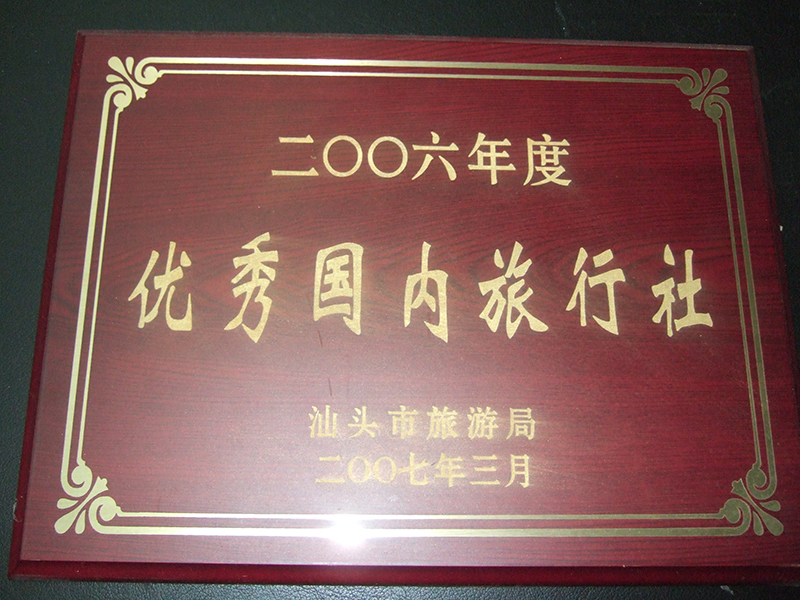 二〇〇六年度
优秀国内旅行社
汕头市旅游局
二〇〇七年三月